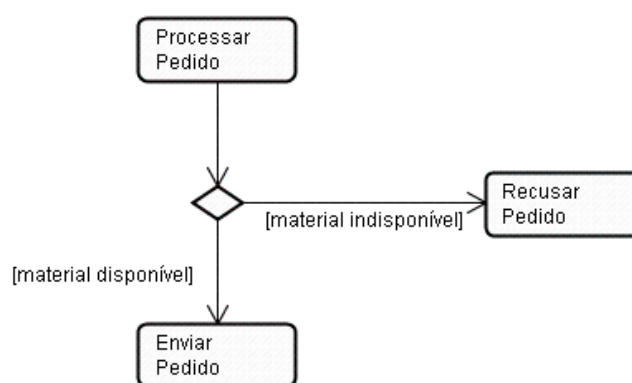 Processar
Pedido
Recusar
Pedido
[material indisponível]
[material disponível]
Enviar
Pedido